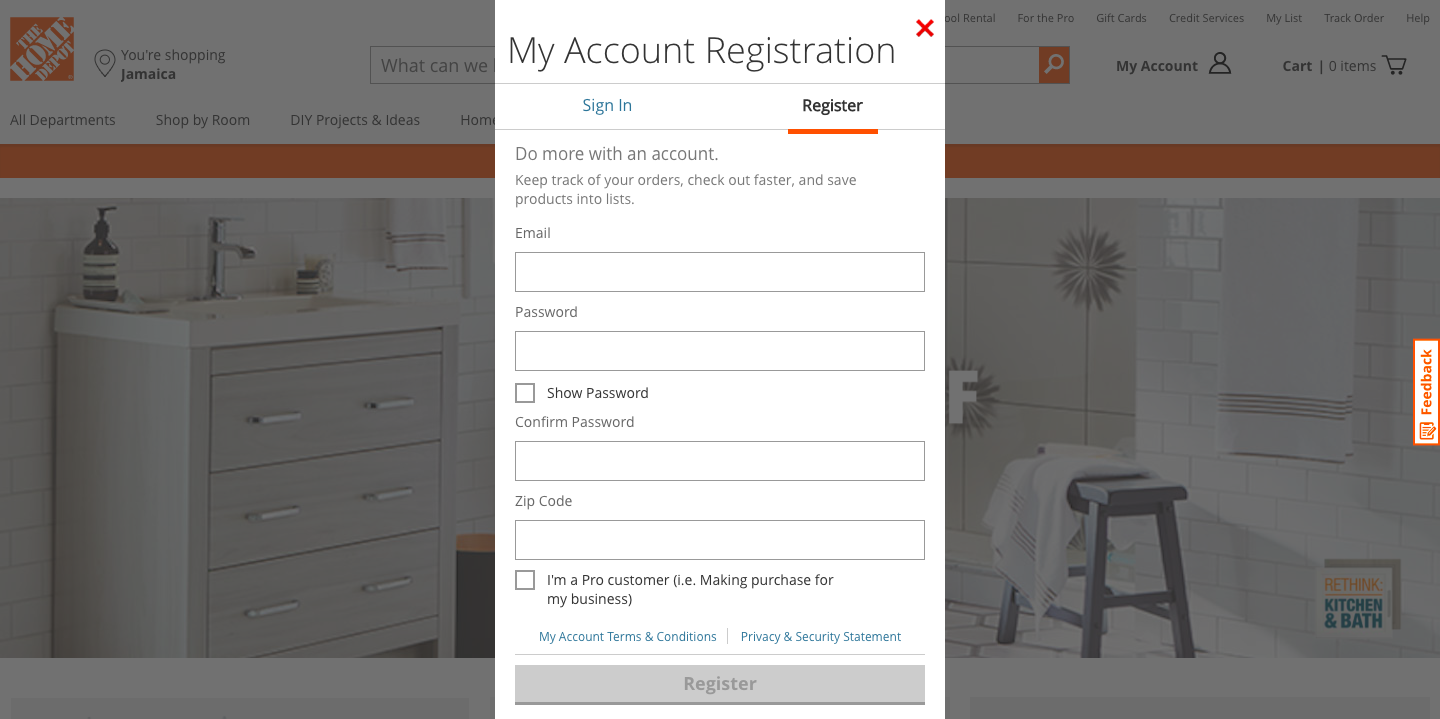 THE HOME DEPOT
You're shopping
Jamaica
What can we
ool Rental
For the Pro
Gift Cards
Credit Services
My List
Track Order
Help
My Account
Cart | 0 items
All Departments
Shop by Room
DIY Projects & Ideas
Home
My Account Registration
Sign In
Register
Do more with an account.
Keep track of your orders, check out faster, and save
products into lists.
Email
Password
Show Password
Confirm Password
Zip Code
I'm a Pro customer (i.e. Making purchase for
my business)
My Account Terms & Conditions
Privacy & Security Statement
Register
F
RETHINK:
KITCHEN
& BATH
Feedback